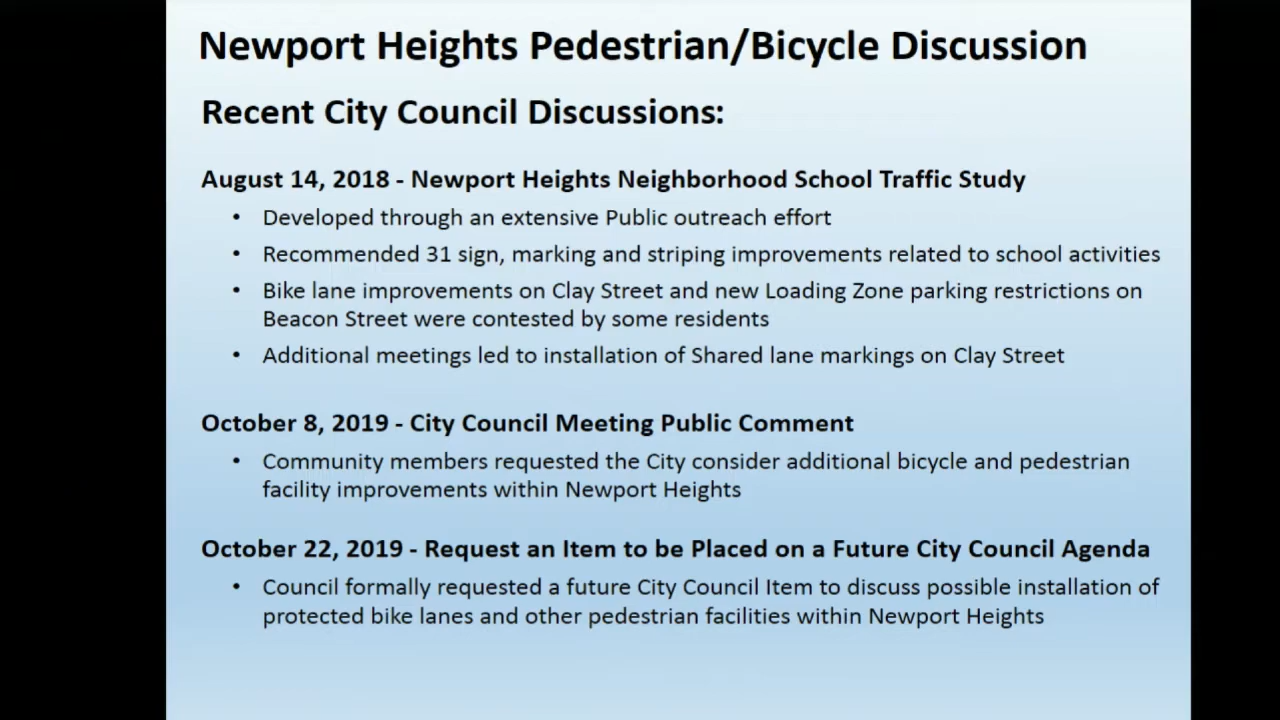 Newport Heights Pedestrian/Bicycle Discussion
Recent City Council Discussions:
August 14, 2018 - Newport Heights Neighborhood School Traffic Study
• Developed through an extensive Public outreach effort
• Recommended 31 sign, marking and striping improvements related to school activities
• Bike lane improvements on Clay Street and new Loading Zone parking restrictions on
Beacon Street were contested by some residents
• Additional meetings led to installation of Shared lane markings on Clay Street
October 8, 2019 - City Council Meeting Public Comment
• Community members requested the City consider additional bicycle and pedestrian
facility improvements within Newport Heights
October 22, 2019 - Request an Item to be Placed on a Future City Council Agenda
• Council formally requested a future City Council Item to discuss possible installation of
protected bike lanes and other pedestrian facilities within Newport Heights